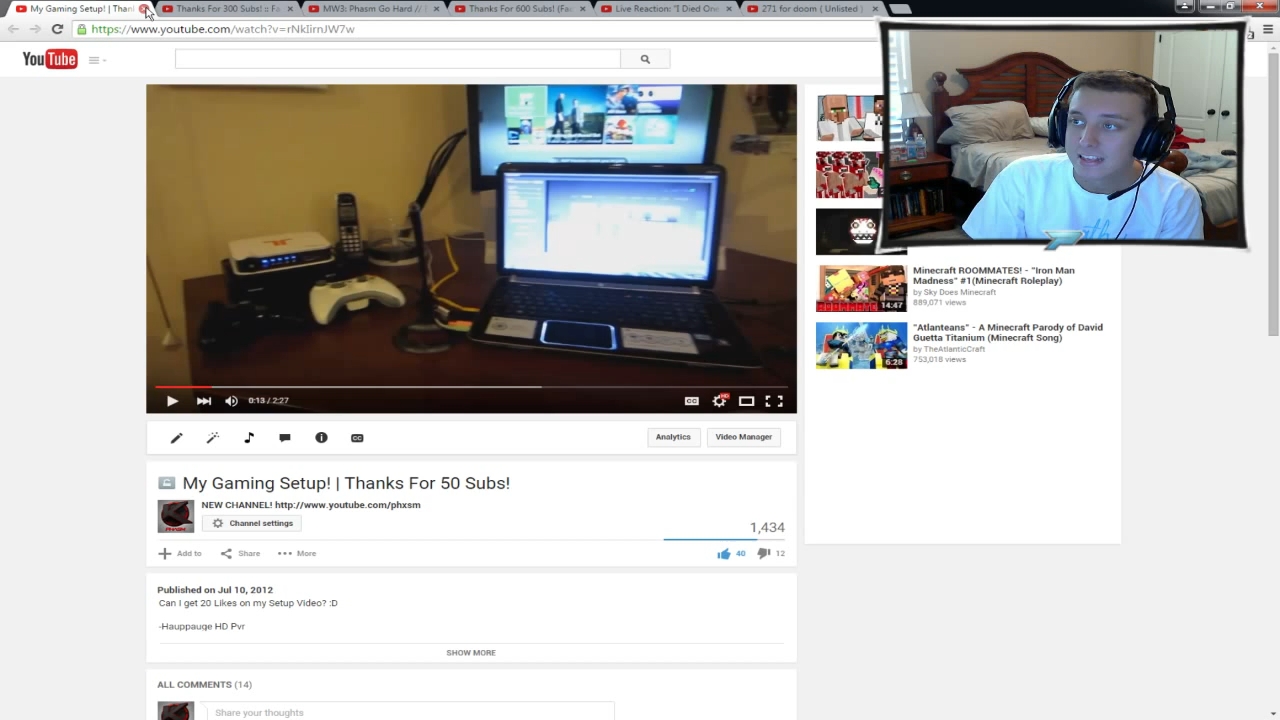 My Gaming Setup! | Thank
Thanks For 300 Subs! :: Fa
MW3: Phasm Go Hard //
Thanks For 600 Subs! (Fac
Live Reaction: "I Died One
271 for doom ( Unlisted )
https://www.youtube.com/watch?v=rNkIirnJW7w
YouTube
0:13 / 2:27
CC
HD
Minecraft ROOMMATES! - "Iron Man
Madness" #1(Minecraft Roleplay)
by Sky Does Minecraft
889,071 views
14:47
"Atlanteans" - A Minecraft Parody of David
Guetta Titanium (Minecraft Song)
by TheAtlanticCraft
753,018 views
6:28
CC
Analytics
Video Manager
My Gaming Setup! | Thanks For 50 Subs!
NEW CHANNEL! http://www.youtube.com/phxsm
Channel settings
1,434
Add to
Share
More
40
12
Published on Jul 10, 2012
Can I get 20 Likes on my Setup Video? :D
-Hauppauge HD Pvr
SHOW MORE
ALL COMMENTS (14)
Share your thoughts